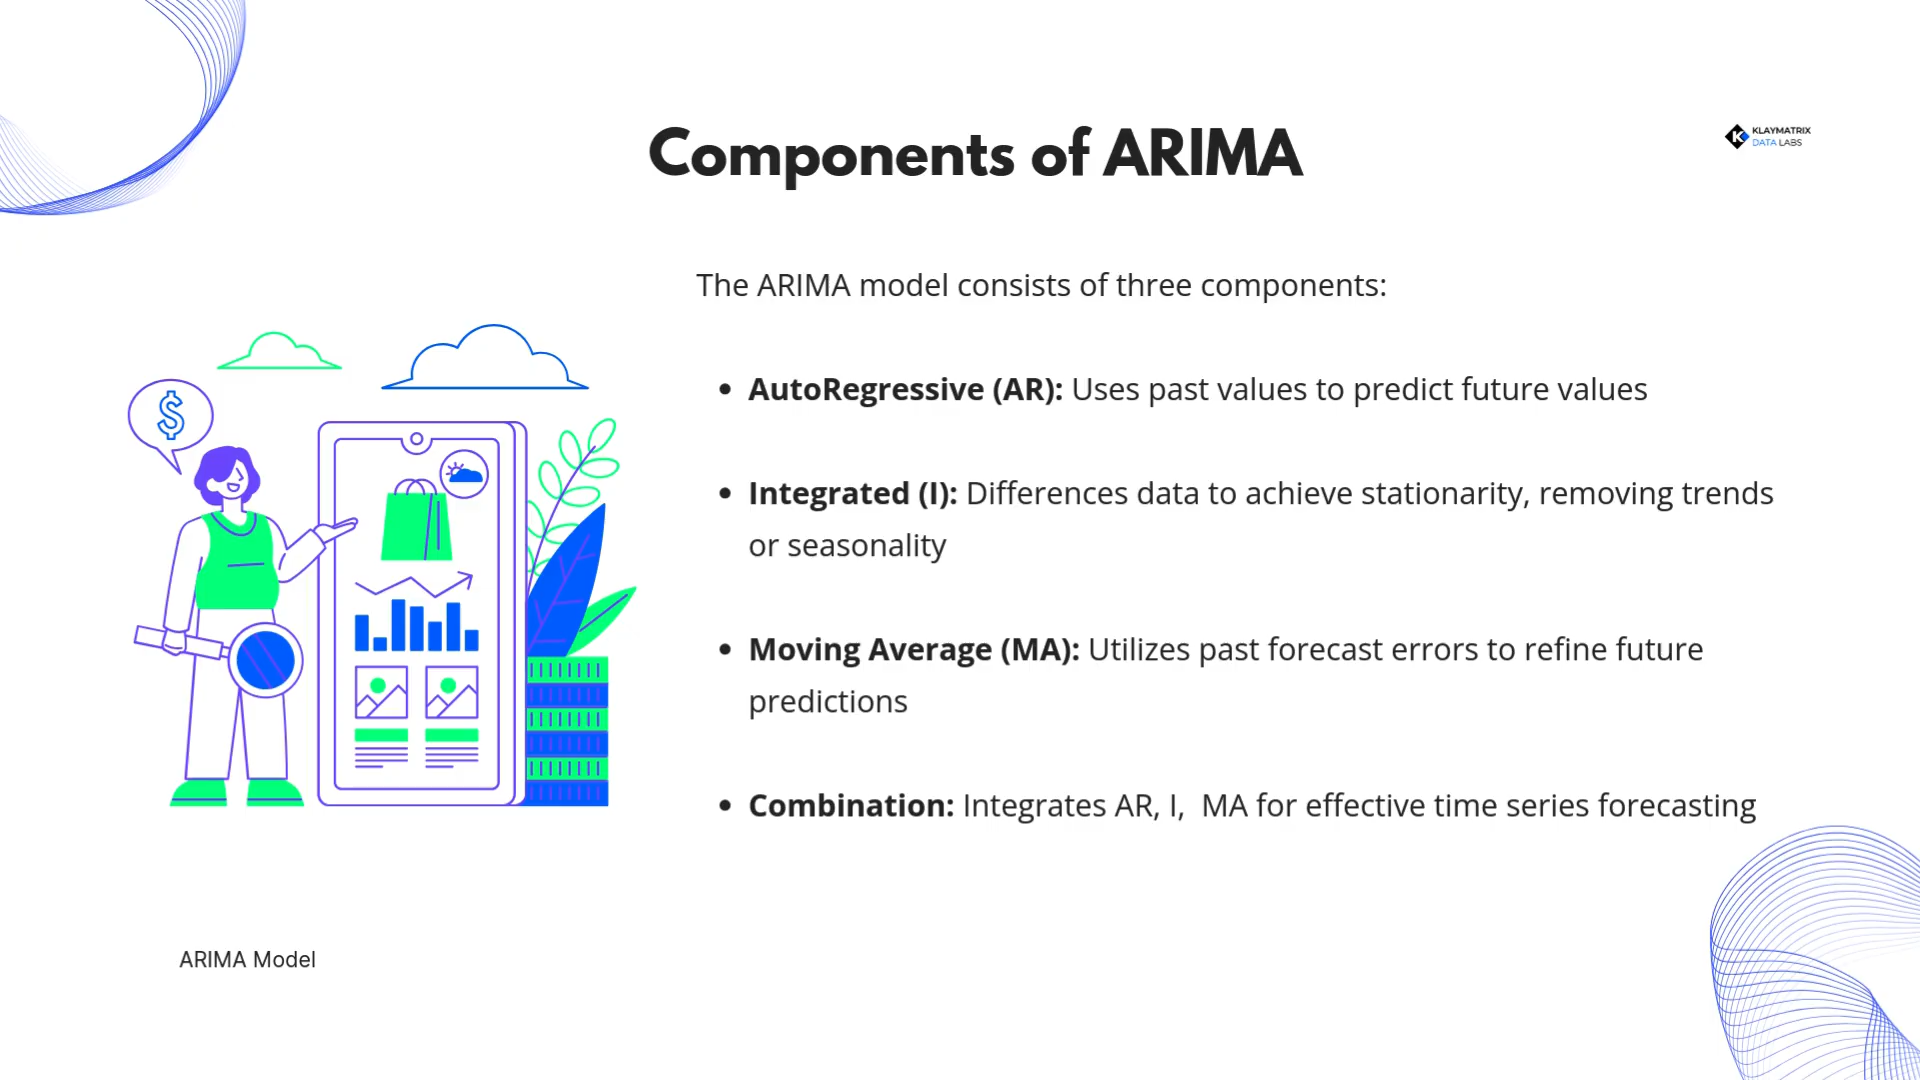 Components of ARIMA
KLAYMATRIX
DATA LABS
The ARIMA model consists of three components:
• AutoRegressive (AR): Uses past values to predict future values
• Integrated (I): Differences data to achieve stationarity, removing trends
or seasonality
• Moving Average (MA): Utilizes past forecast errors to refine future
predictions
• Combination: Integrates AR, I,  MA for effective time series forecasting
$
ARIMA Model